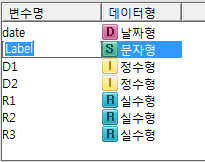 변수명 데이터형
date D 날짜형
Label S 문자형
D1 I 정수형
D2 I 정수형
R1 R 실수형
R2 R 실수형
R3 R 실수형